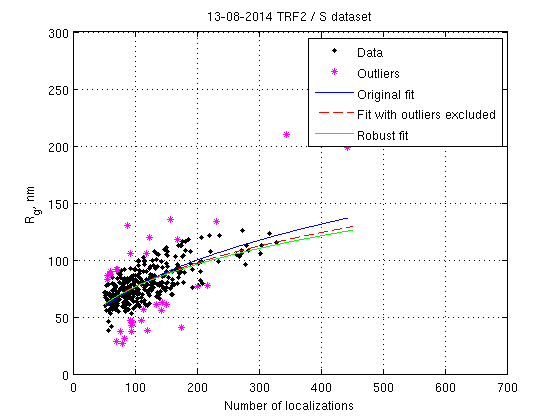 13-08-2014 TRF2 / S dataset
300
250
200
150
100
50
0
R_g, nm
Data
Outliers
Original fit
Fit with outliers excluded
Robust fit
0 100 200 300 400 500 600 700
Number of localizations